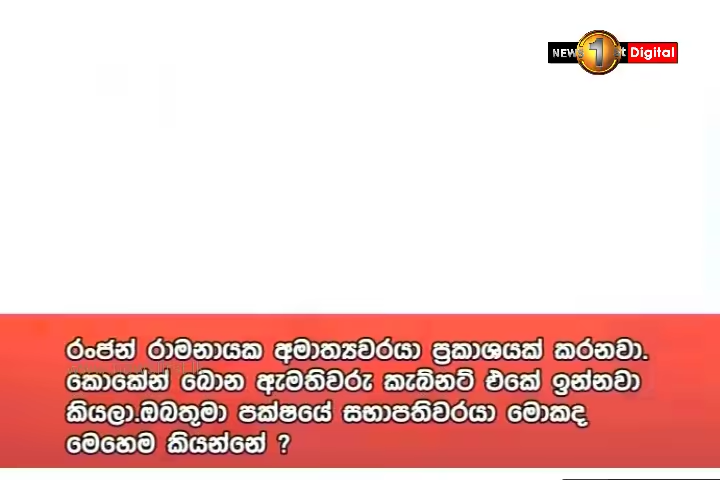 NEWS 1st Digital
රංජන් රාමනායක අමාත්‍යවරයා ප්‍රකාශයක් කරනවා.
කොකේන් බොන ඇමතිවරු කැබිනට් එකේ ඉන්නවා
කියලා.ඔබතුමා පක්ෂයේ සභාපතිවරයා මොකද
මෙහෙම කියන්නේ ?